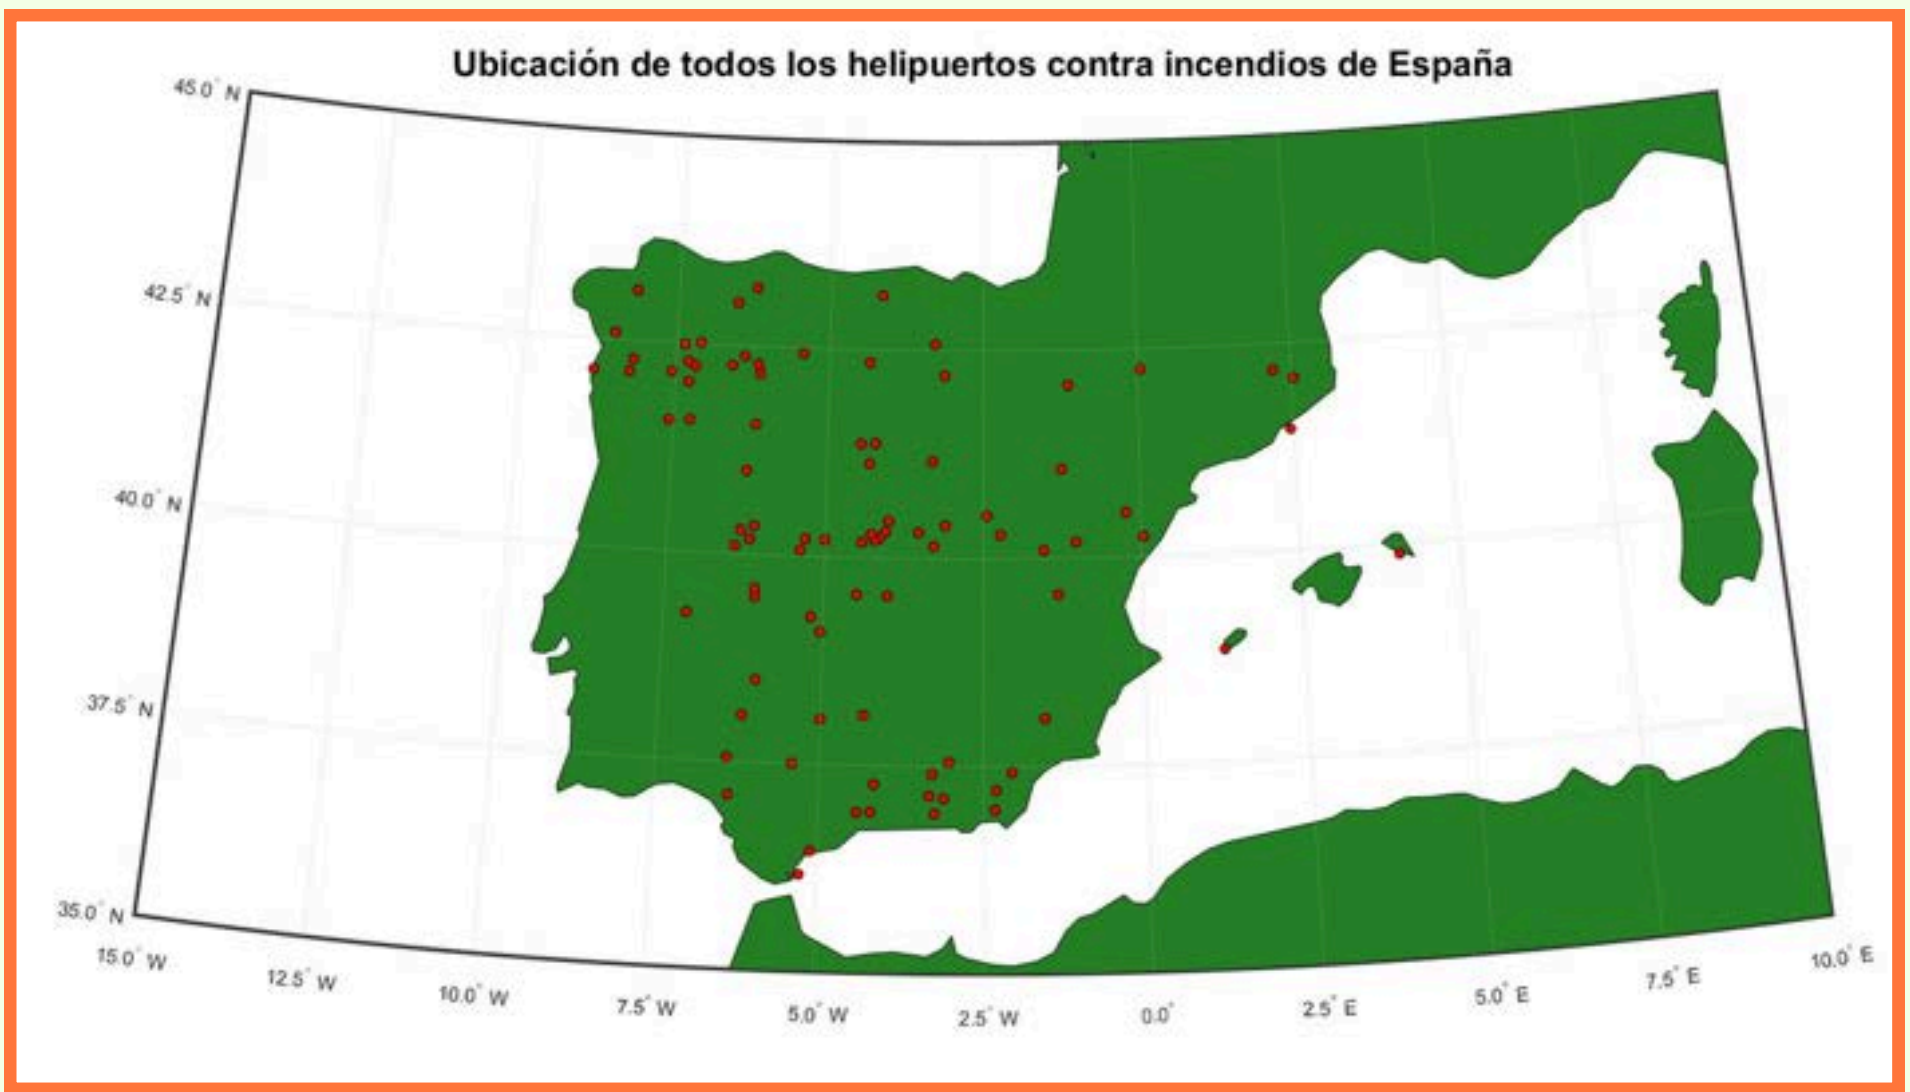 Ubicación de todos los helipuertos contra incendios de España
45.0° N
42.5° N
40.0° N
37.5° N
35.0° N
15.0° W
12.5° W
10.0° W
7.5° W
5.0° W
2.5° W
0.0°
2.5° E
5.0° E
7.5° E
10.0° E